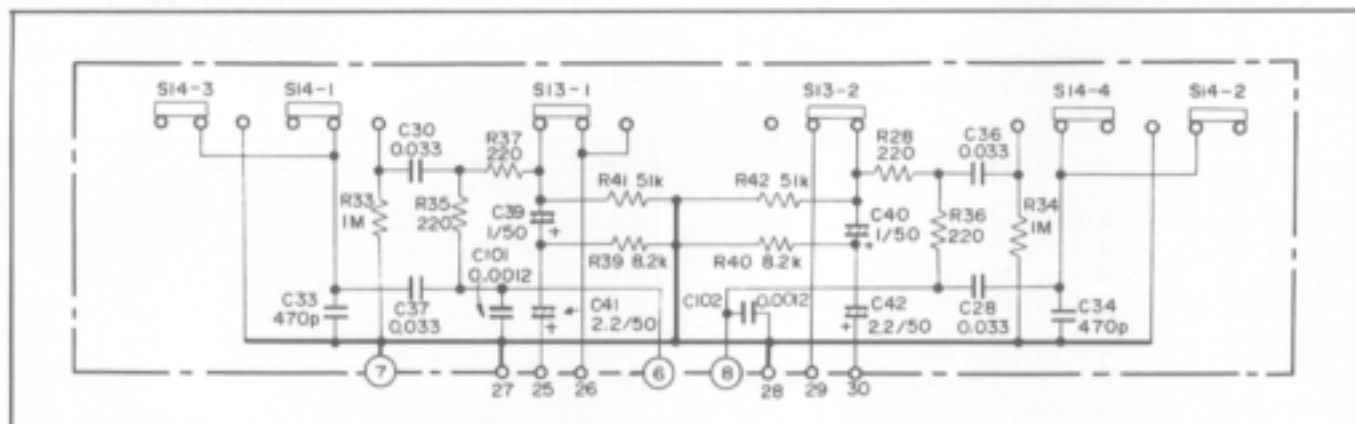 S14-3 S14-1 S13-1 S13-2 S14-4 S14-2
C30 0.033
R37 220
R28 220
C36 0.033
R33 1M
R35 220
R41 51k
R42 51k
C39 1/50
C40 1/50
R36 220
R34 1M
C101 0.0012
R39 8.2k
R40 8.2k
C33 470p
C37 0.033
C41 2.2/50
C102 0.0012
C42 2.2/50
C28 0.033
C34 470p
7 27 25 26 6 8 28 29 30